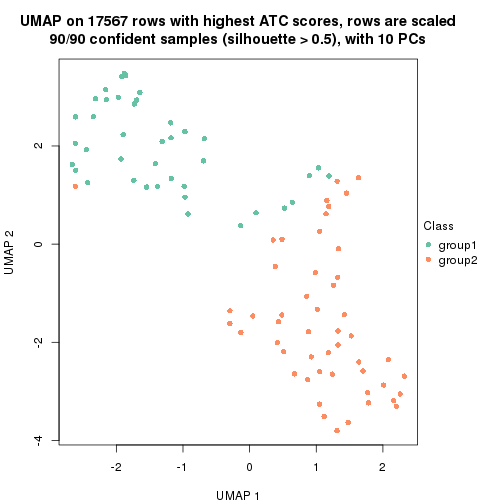 UMAP on 17567 rows with highest ATC scores, rows are scaled
90/90 confident samples (silhouette > 0.5), with 10 PCs
2
0
-2
-4
UMAP 2
-2
-1
0
1
2
UMAP 1
Class
group1
group2